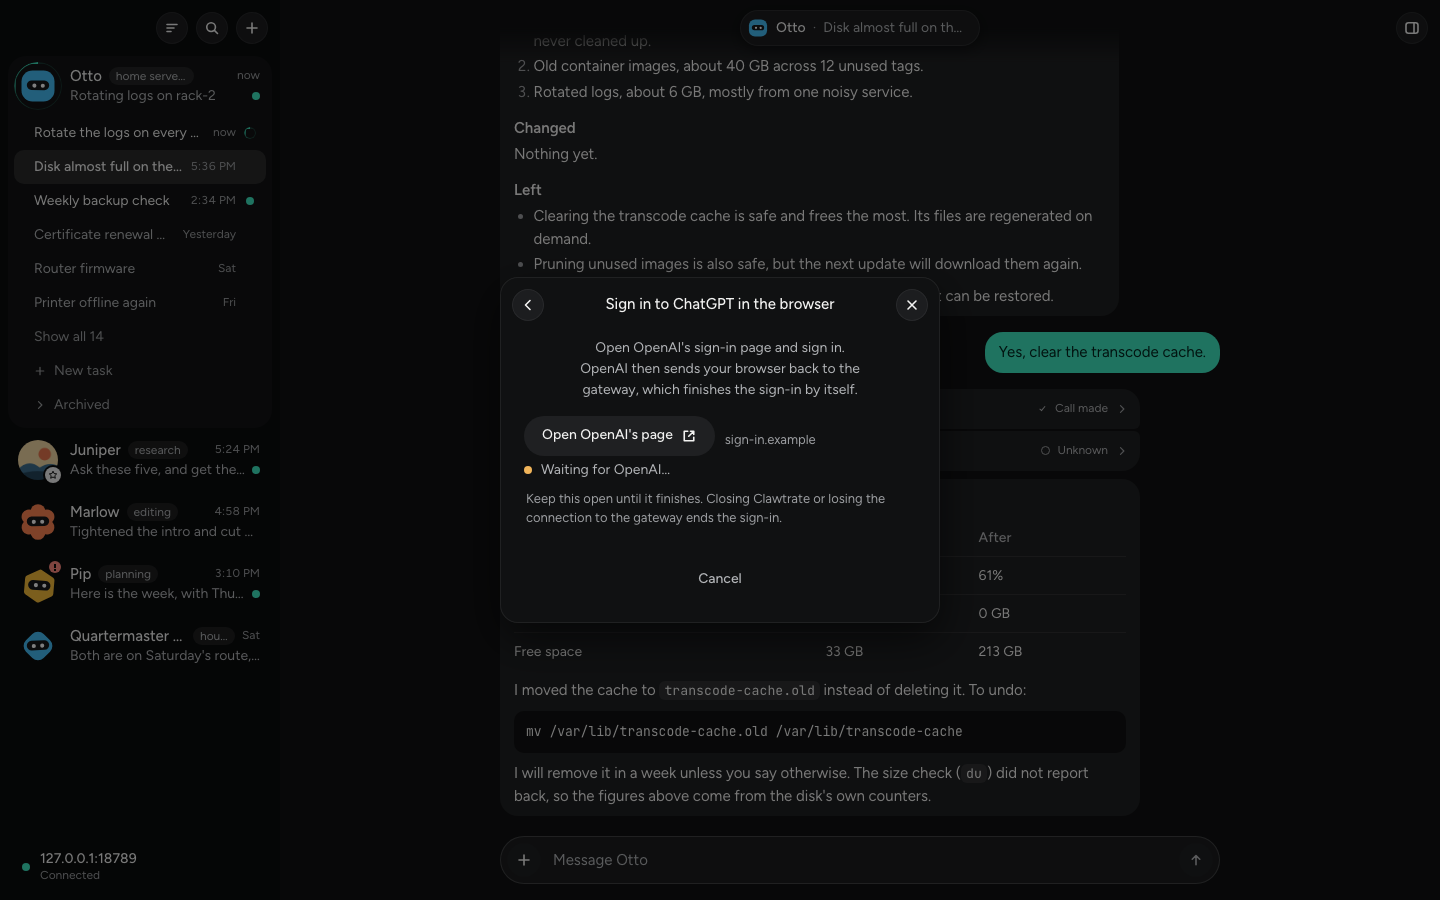 Otto home serve... now
Rotating logs on rack-2
Rotate the logs on every ... now
Disk almost full on the... 5:36 PM
Weekly backup check 2:34 PM
Certificate renewal ... Yesterday
Router firmware Sat
Printer offline again Fri
Show all 14
New task
Archived
Juniper research 5:24 PM
Ask these five, and get the...
Marlow editing 4:58 PM
Tightened the intro and cut ...
Pip planning 3:10 PM
Here is the week, with Thu...
Quartermaster ... hou... Sat
Both are on Saturday's route,...
127.0.0.1:18789
Connected
Otto · Disk almost full on th...
never cleaned up.
2. Old container images, about 40 GB across 12 unused tags.
3. Rotated logs, about 6 GB, mostly from one noisy service.
Changed
Nothing yet.
Left
• Clearing the transcode cache is safe and frees the most. Its files are regenerated on
demand.
• Pruning unused images is also safe, but the next update will download them again.
can be restored.
Yes, clear the transcode cache.
Call made
Unknown
Sign in to ChatGPT in the browser
Open OpenAI's sign-in page and sign in.
OpenAI then sends your browser back to the
gateway, which finishes the sign-in by itself.
Open OpenAI's page sign-in.example
Waiting for OpenAI...
Keep this open until it finishes. Closing Clawtrate or losing the
connection to the gateway ends the sign-in.
Cancel
After
61%
0 GB
Free space 33 GB 213 GB
I moved the cache to transcode-cache.old instead of deleting it. To undo:
mv /var/lib/transcode-cache.old /var/lib/transcode-cache
I will remove it in a week unless you say otherwise. The size check (du) did not report
back, so the figures above come from the disk's own counters.
Message Otto